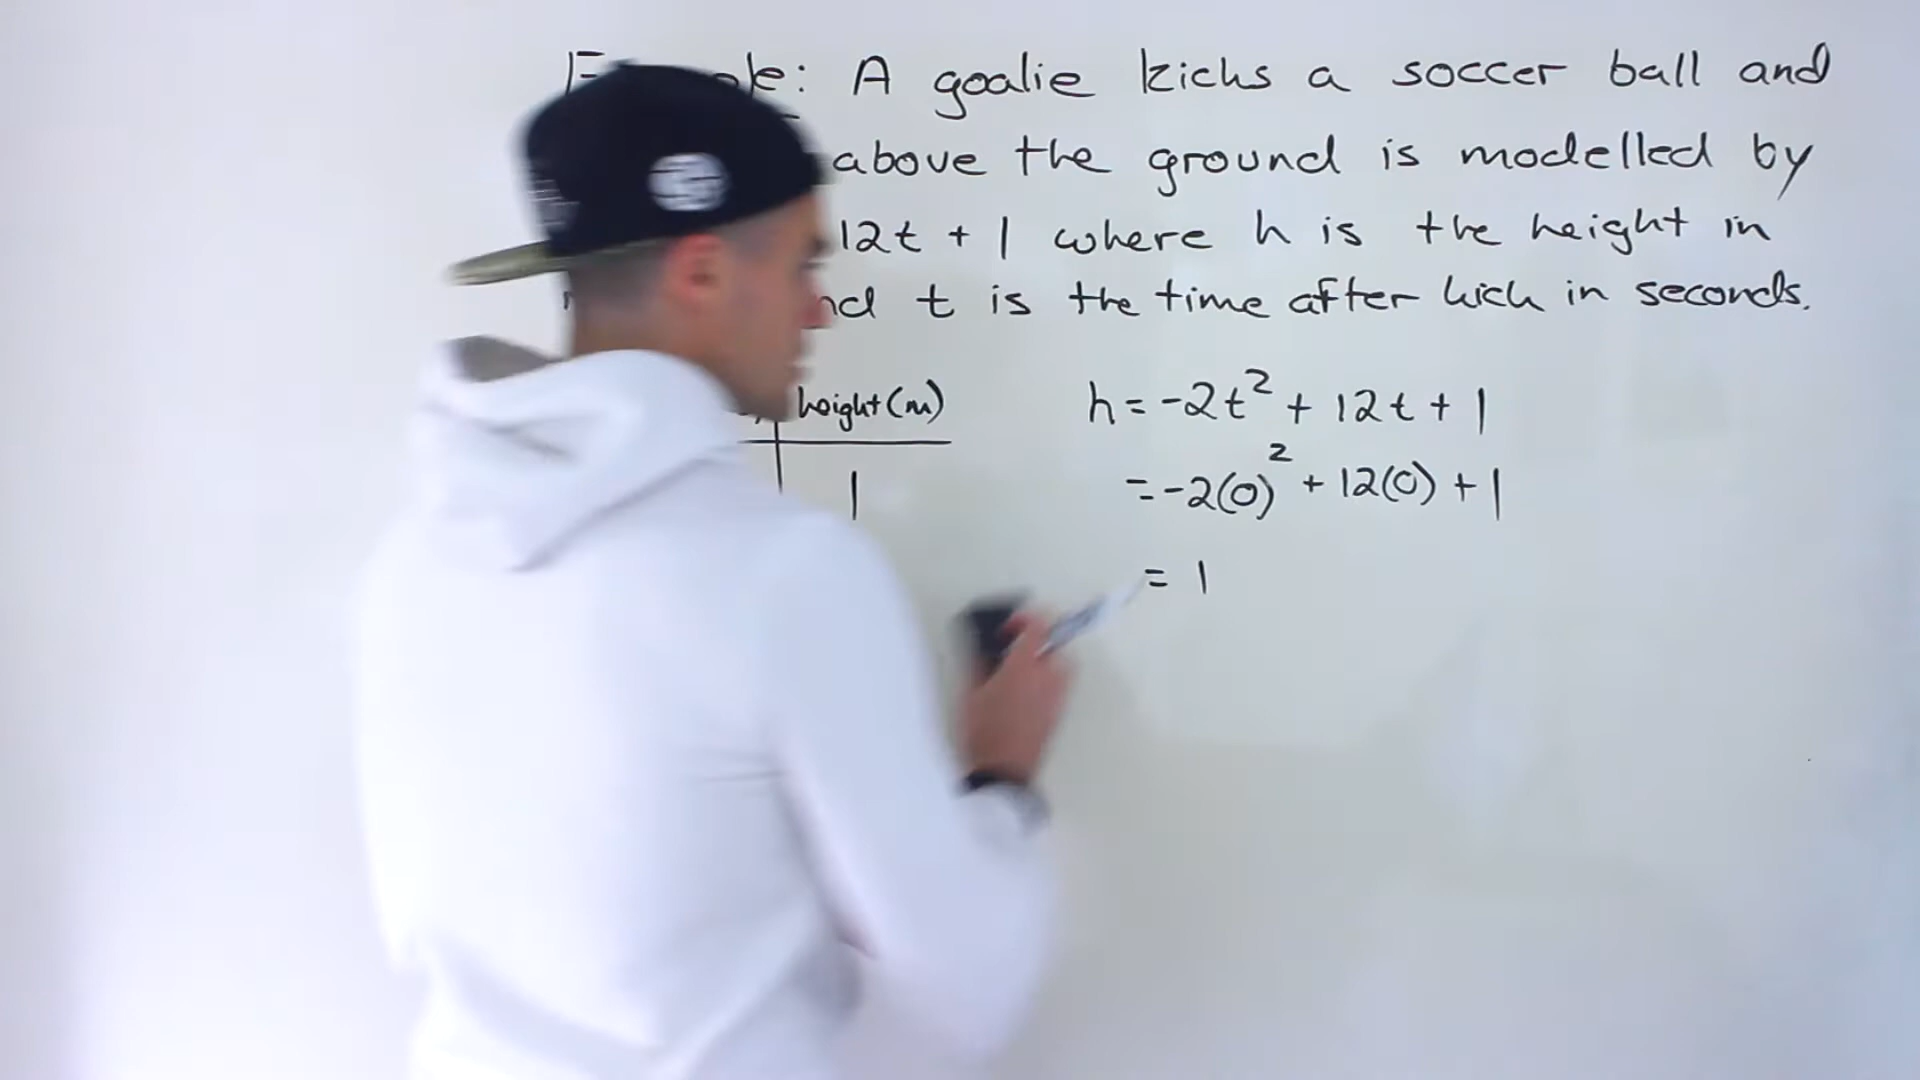 : A goalie kicks a soccer ball and
above the ground is modelled by
12t + 1 where h is the height in
t is the time after kick in seconds.
height(m) h = -2t² + 12t + 1
1 = -2(0)² + 12(0) + 1
= 1